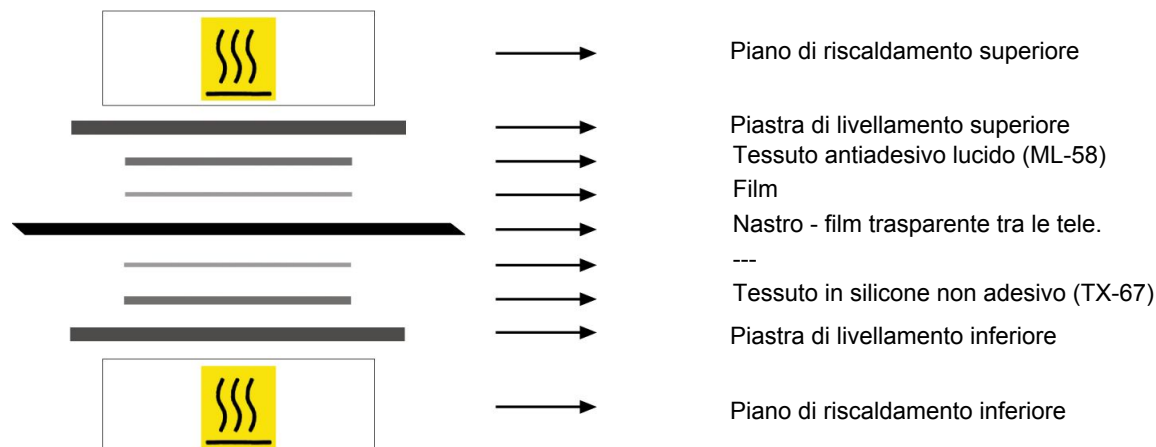 Piano di riscaldamento superiore
Piastra di livellamento superiore
Tessuto antiadesivo lucido (ML-58)
Film
Nastro - film trasparente tra le tele.
---
Tessuto in silicone non adesivo (TX-67)
Piastra di livellamento inferiore
Piano di riscaldamento inferiore